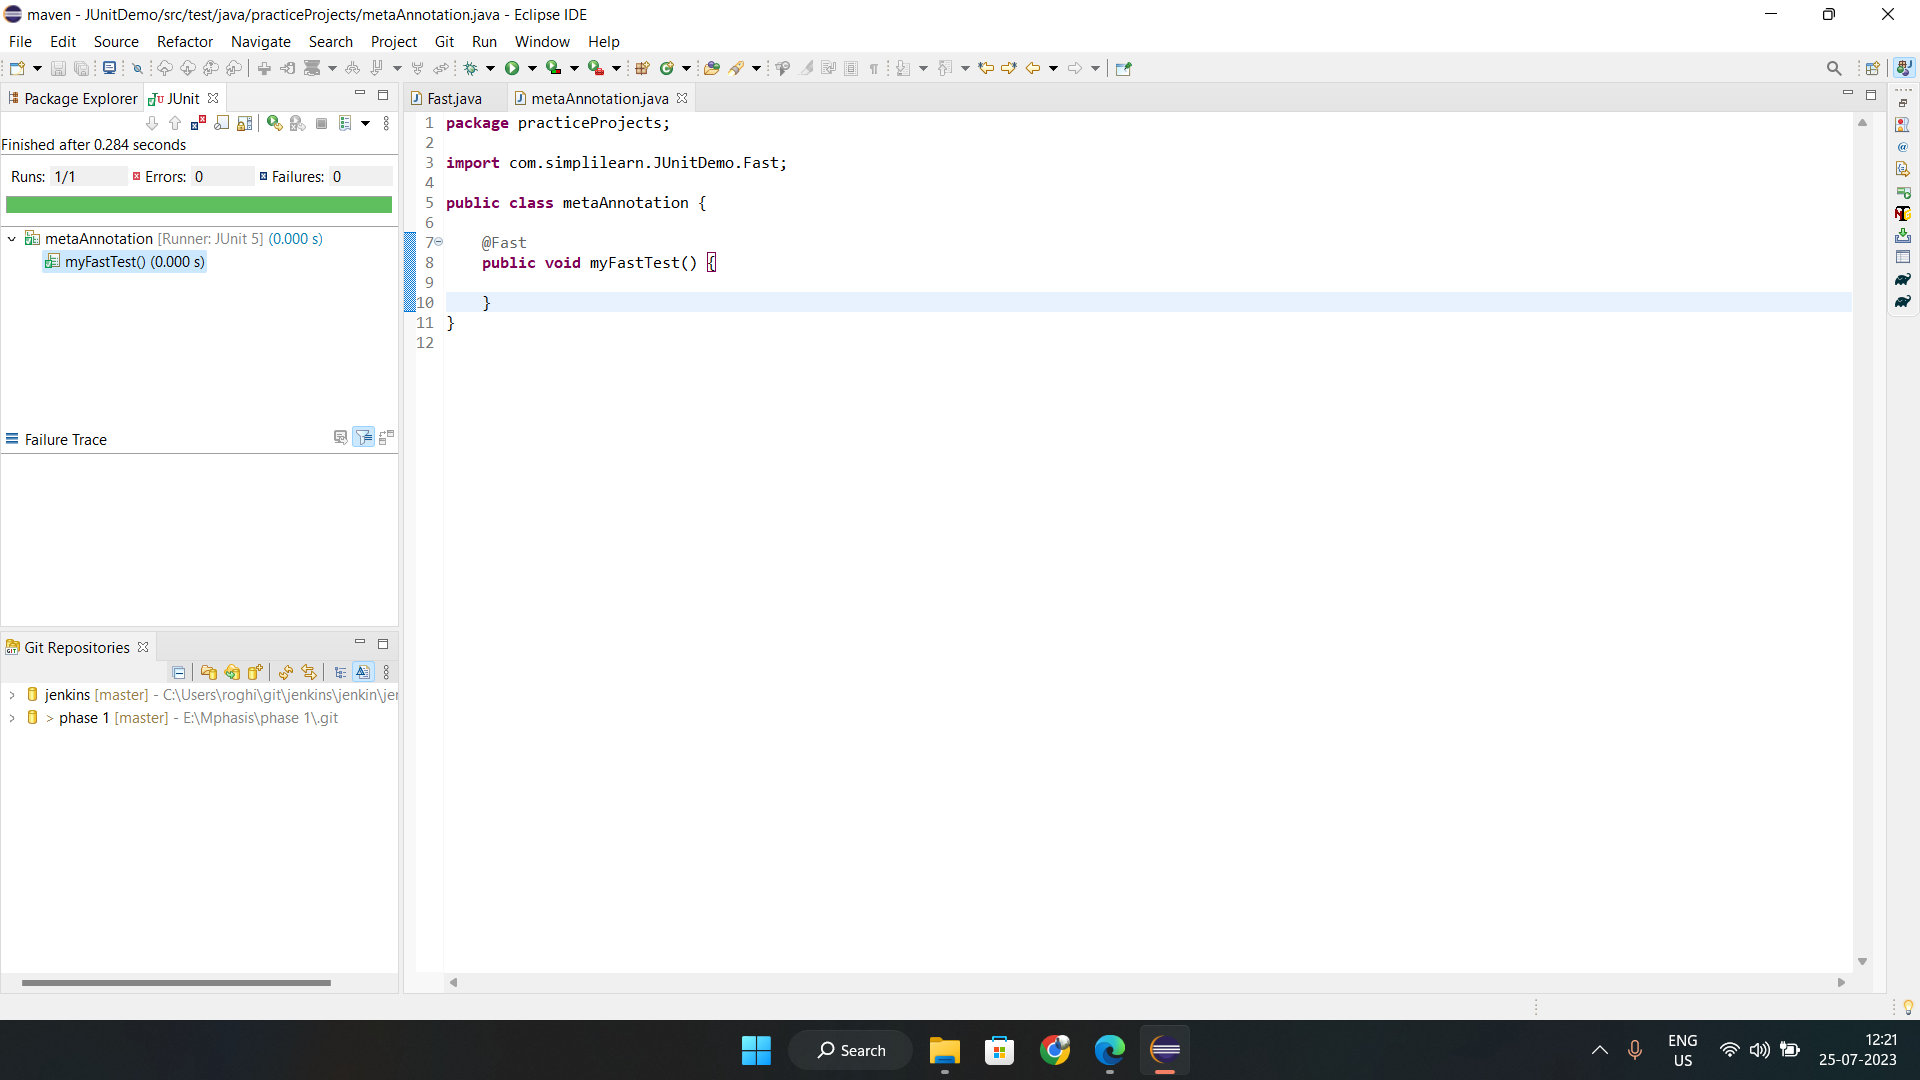 maven - JUnitDemo/src/test/java/practiceProjects/metaAnnotation.java - Eclipse IDE
File Edit Source Refactor Navigate Search Project Git Run Window Help
Package Explorer JUnit
Fast.java metaAnnotation.java
Finished after 0.284 seconds
Runs: 1/1 Errors: 0 Failures: 0
metaAnnotation [Runner: JUnit 5] (0.000 s)
myFastTest() (0.000 s)
Failure Trace
1 package practiceProjects;
2
3 import com.simplilearn.JUnitDemo.Fast;
4
5 public class metaAnnotation {
6
7 @Fast
8 public void myFastTest() {
9
10 }
11 }
12
Git Repositories
jenkins [master] - C:\Users\roghi\git\jenkins\jenkin\jer
> phase 1 [master] - E:\Mphasis\phase 1\.git
Search
ENG
US
12:21
25-07-2023